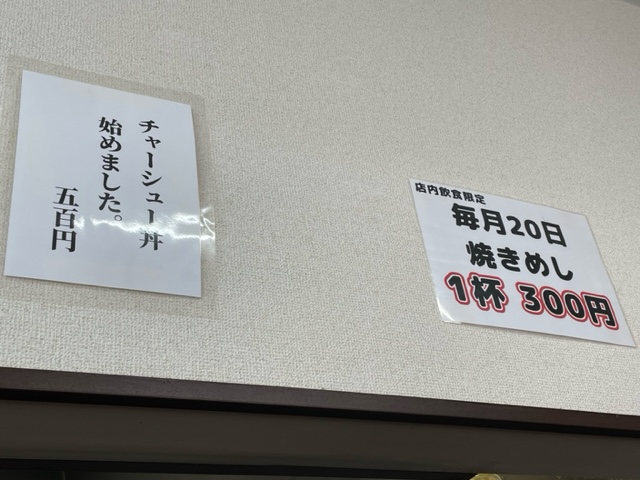 チャーシュー丼
始めました。
五百円
店内飲食限定
毎月20日
焼きめし
1杯 300円